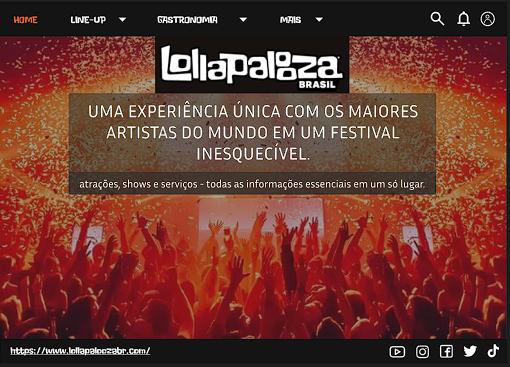 HOME LINE-UP GASTRONOMIA MAIS
Lollapalooza
BRASIL
UMA EXPERIÊNCIA ÚNICA COM OS MAIORES
ARTISTAS DO MUNDO EM UM FESTIVAL
INESQUECÍVEL.
atrações, shows e serviços - todas as informações essenciais em um só lugar.
https://www.lollapaloozabr.com/